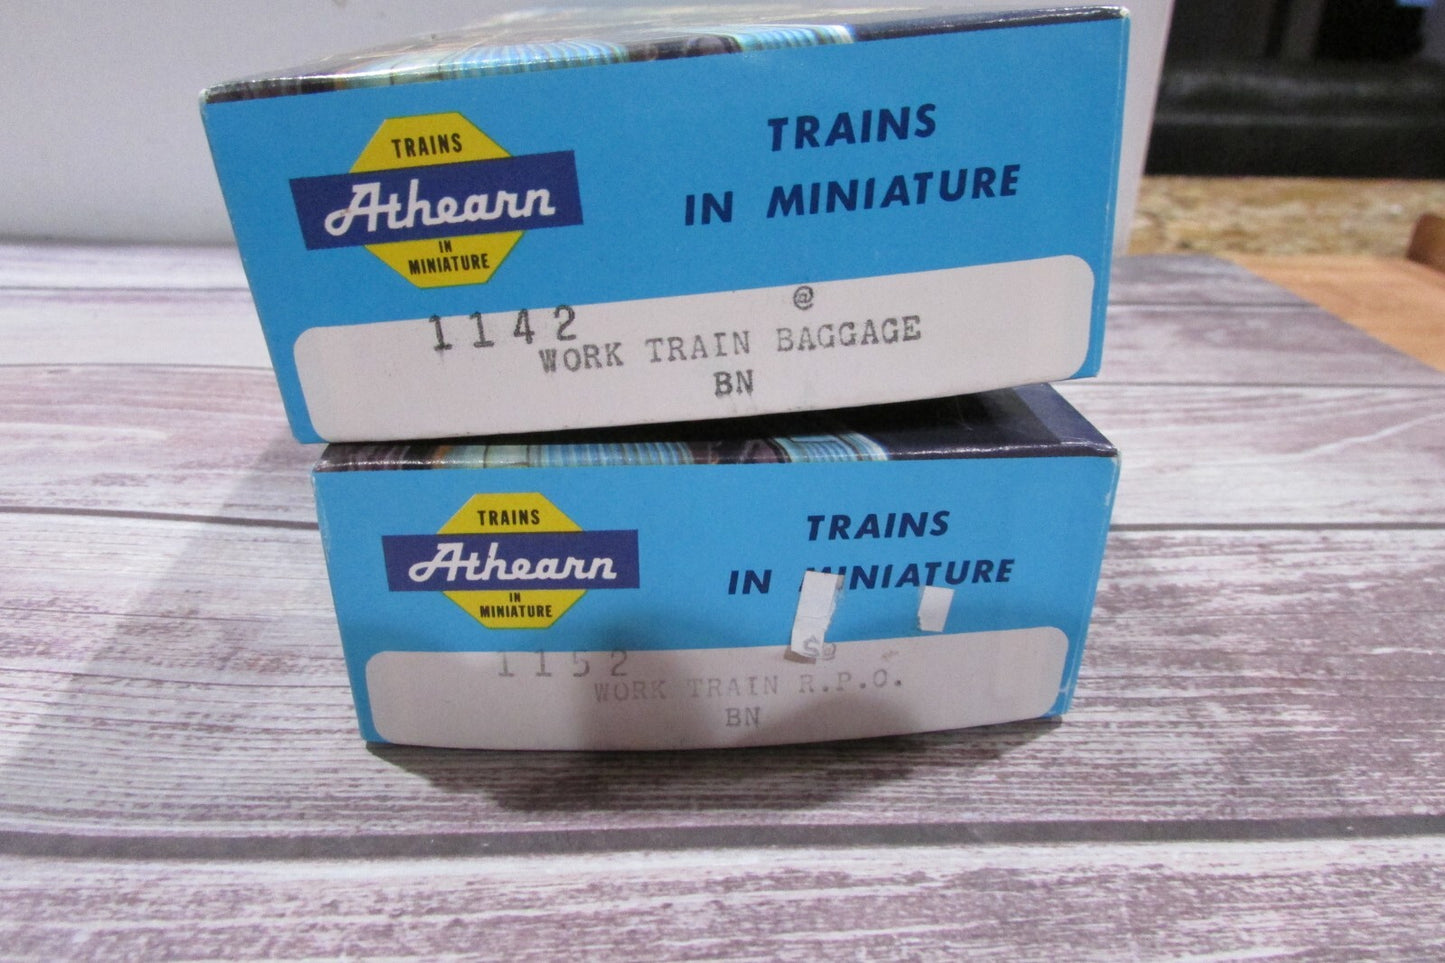 TRAINS
Athearn
IN
MINIATURE
TRAINS
IN MINIATURE
@
1142
WORK TRAIN BAGGAGE
BN
TRAINS
Athearn
IN
MINIATURE
TRAINS
IN MINIATURE
1152
WORK TRAIN R.P.O.
BN